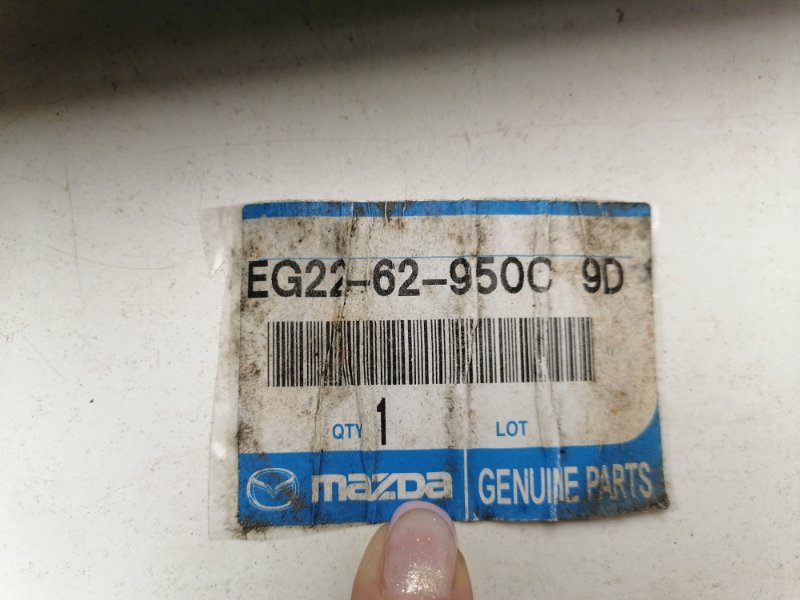 EG22-62-950C 9D
QTY 1 LOT
mazda GENUINE PARTS